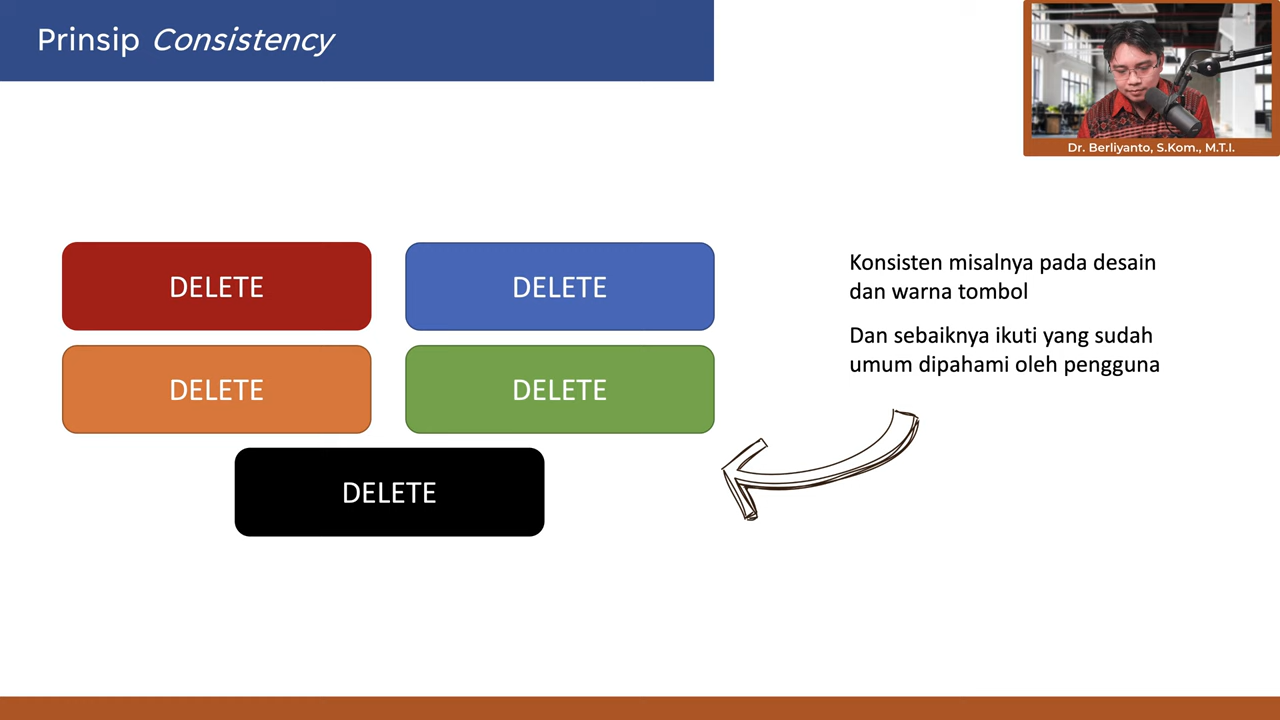 Prinsip Consistency
Dr. Berliyanto, S.Kom., M.T.I.
DELETE
DELETE
DELETE
DELETE
DELETE
Konsisten misalnya pada desain
dan warna tombol
Dan sebaiknya ikuti yang sudah
umum dipahami oleh pengguna